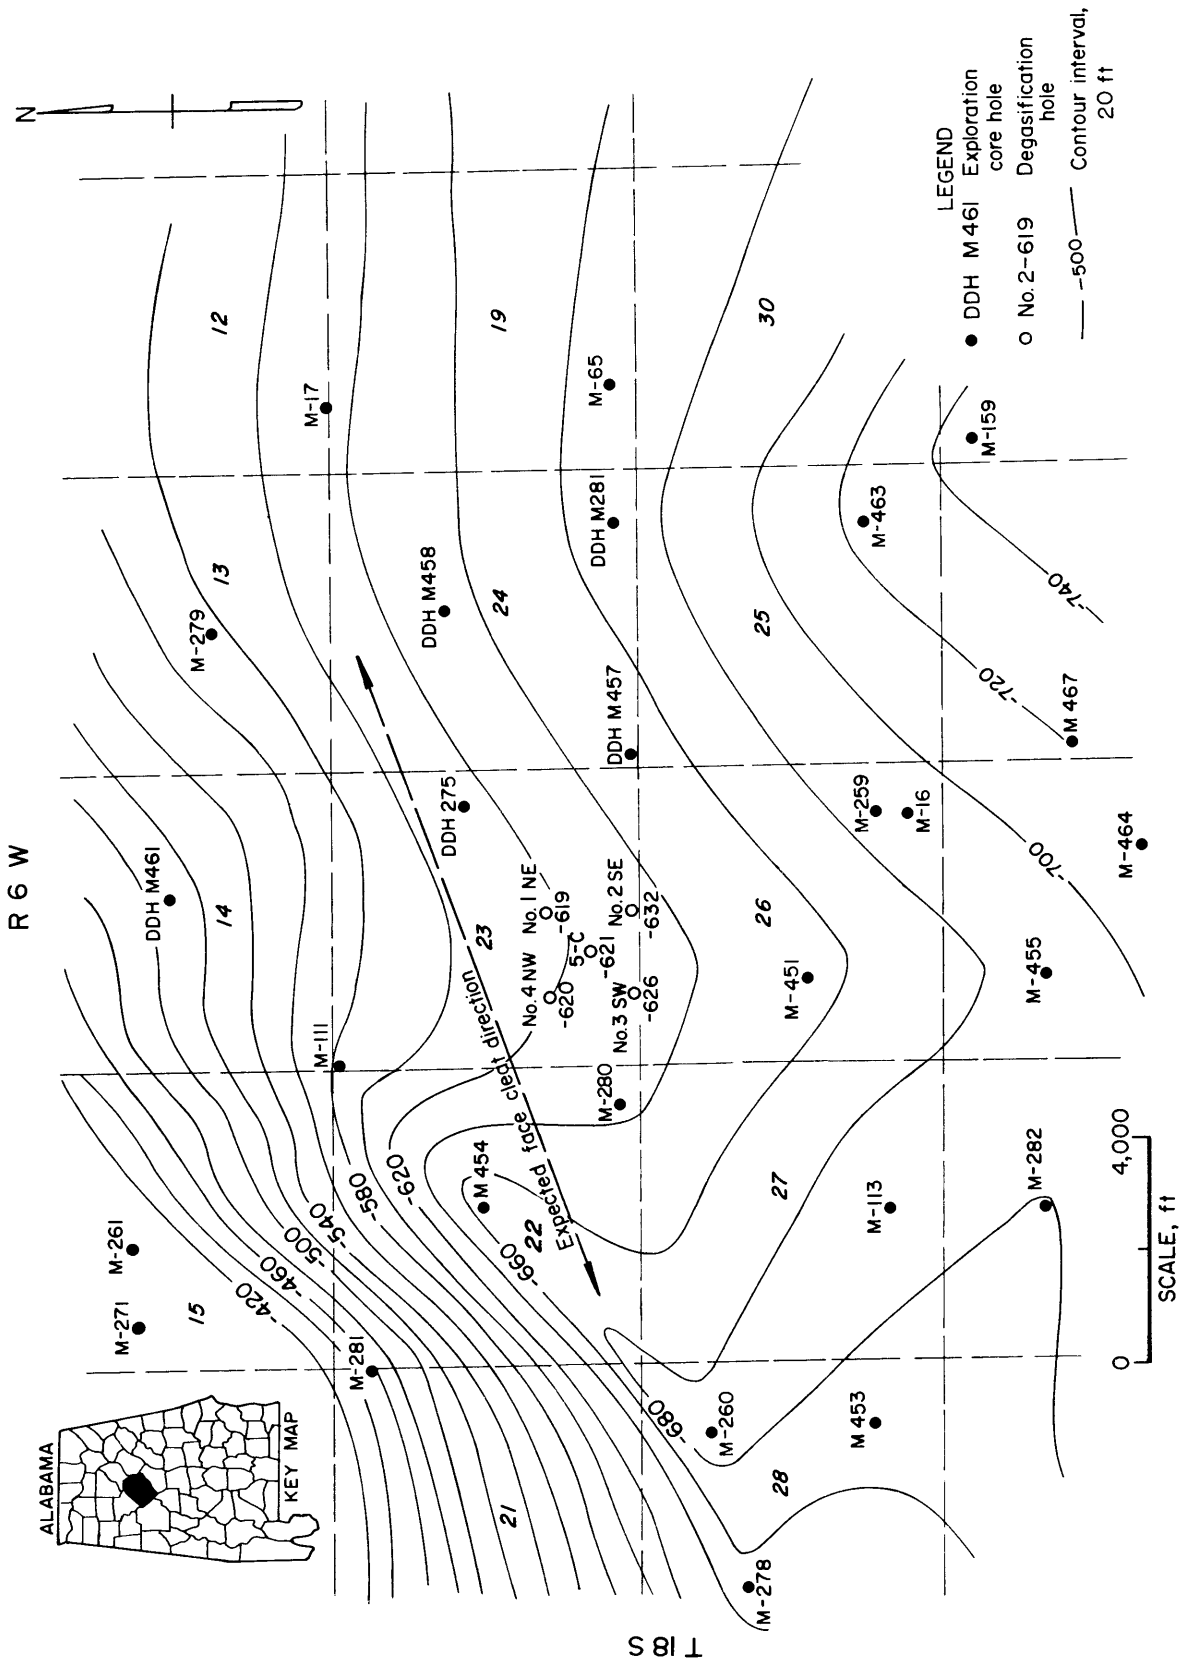 R 6 W
T 18 S
N
ALABAMA
KEY MAP
M-261
M-271
15
DDH M461
14
M-279
13
12
M-17
M-111
M-281
-420
-460
-500
-540
-580
-620
-660
-680
M 454
22
21
Expected face cleat direction
23
DDH 275
DDH M458
24
19
No. 4 NW
-620
No. 1 NE
-619
5-C
-621
No. 3 SW
-626
No. 2 SE
-632
M-280
DDH M457
DDH M281
M-65
M-260
M-278
28
27
26
25
30
M-451
M 453
M-113
M-259
M-16
M-463
M-159
M-282
M-455
M-464
M 467
-700
-720
-740
LEGEND
DDH M 461 Exploration
core hole
No. 2-619 Degasification
hole
-500 Contour interval,
20 ft
0 4,000
SCALE, ft